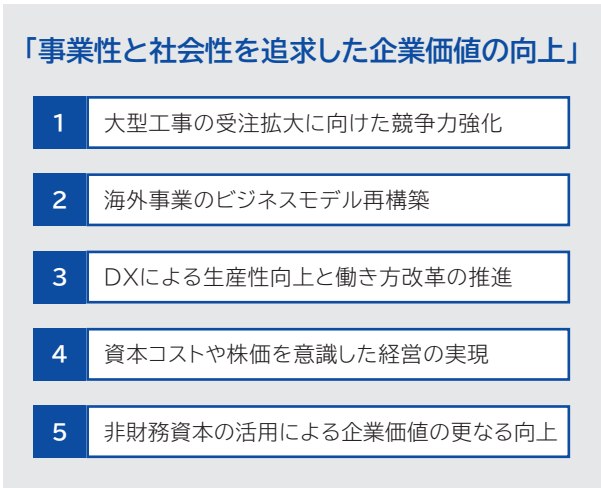 「事業性と社会性を追求した企業価値の向上」
1 大型工事の受注拡大に向けた競争力強化
2 海外事業のビジネスモデル再構築
3 DXによる生産性向上と働き方改革の推進
4 資本コストや株価を意識した経営の実現
5 非財務資本の活用による企業価値の更なる向上